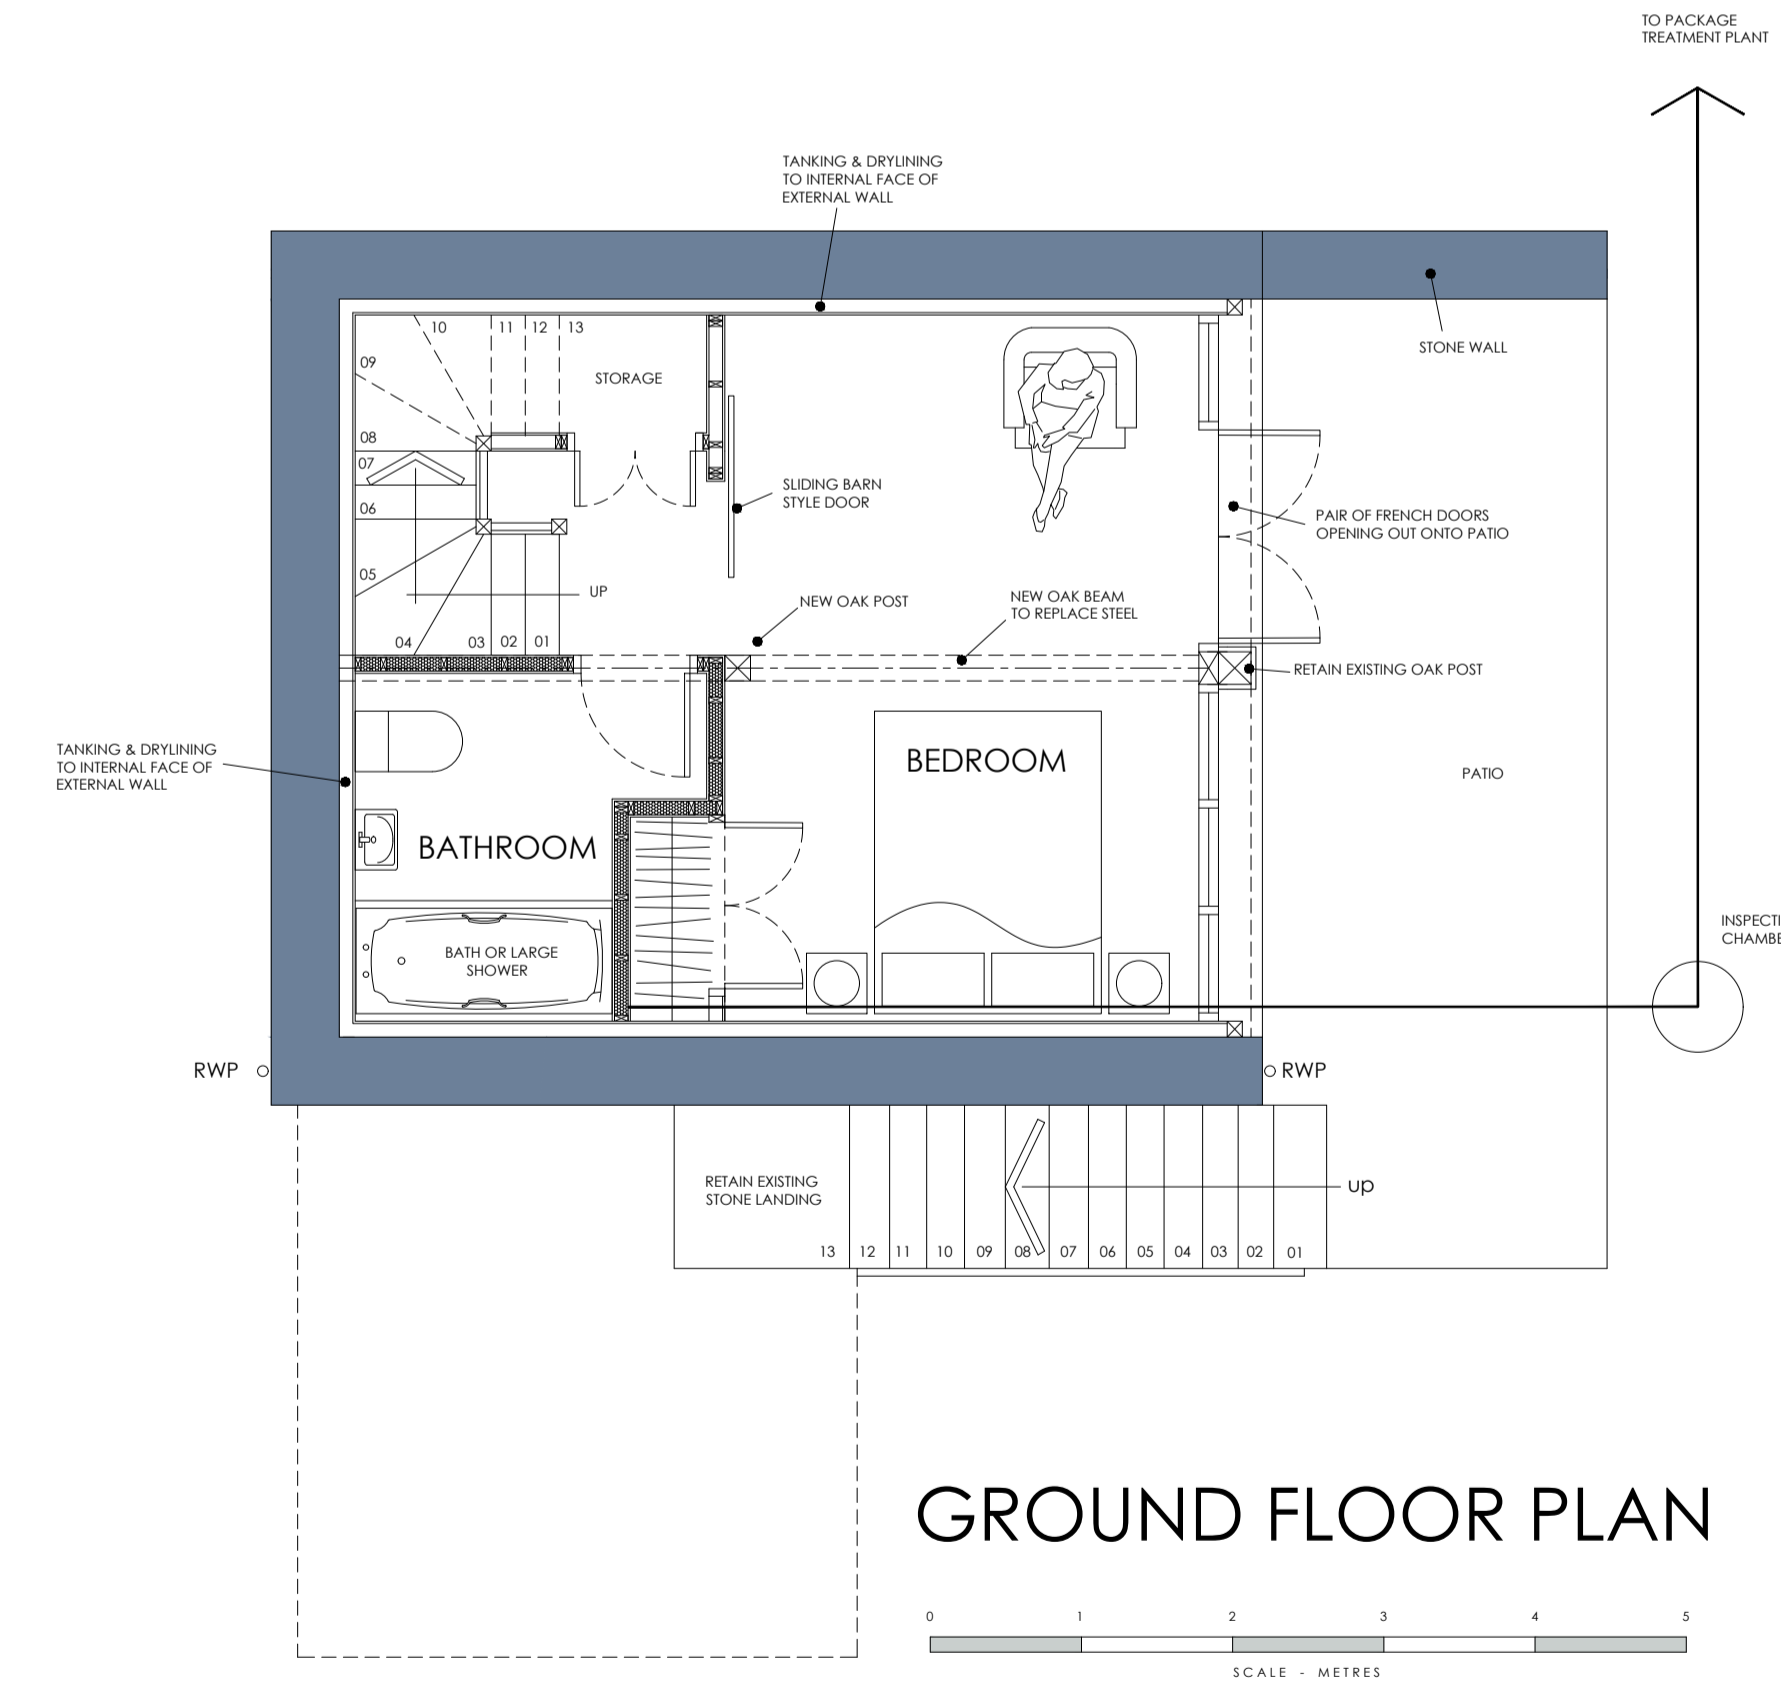 TO PACKAGE
TREATMENT PLANT
TANKING & DRYLINING
TO INTERNAL FACE OF
EXTERNAL WALL
STONE WALL
10
11
12
13
09
STORAGE
08
07
06
SLIDING BARN
STYLE DOOR
PAIR OF FRENCH DOORS
OPENING OUT ONTO PATIO
05
UP
NEW OAK POST
NEW OAK BEAM
TO REPLACE STEEL
04
03
02
01
RETAIN EXISTING OAK POST
TANKING & DRYLINING
TO INTERNAL FACE OF
EXTERNAL WALL
BEDROOM
PATIO
BATHROOM
BATH OR LARGE
SHOWER
INSPECTI
CHAMBE
RWP
RWP
RETAIN EXISTING
STONE LANDING
up
13
12
11
10
09
08
07
06
05
04
03
02
01
GROUND FLOOR PLAN
0
1
2
3
4
5
SCALE - METRES